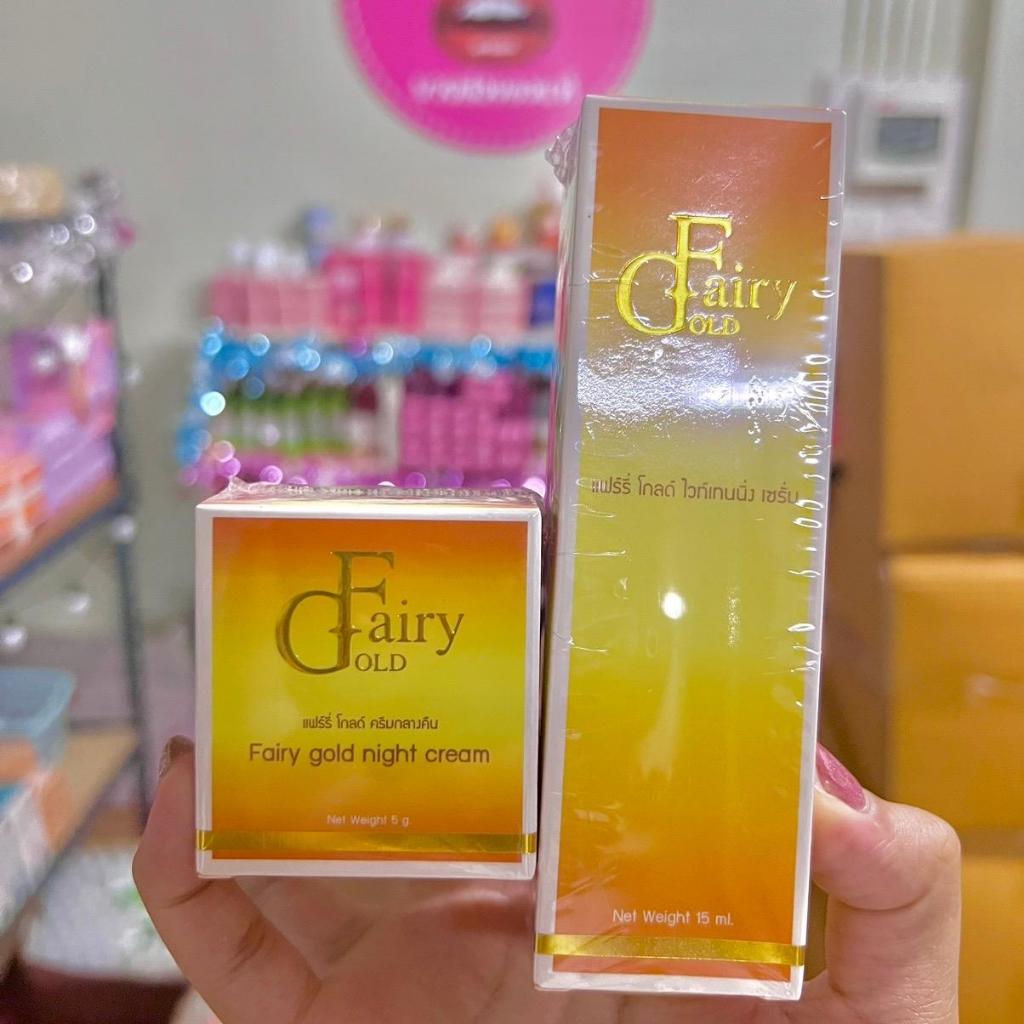 Fairy
GOLD
แฟร์รี่ โกลด์ ครีมกลางคืน
Fairy gold night cream
Net Weight 5 g.
Fairy
GOLD
แฟร์รี่ โกลด์ ไวท์เทนนิ่ง เซรั่ม
Net Weight 15 ml.